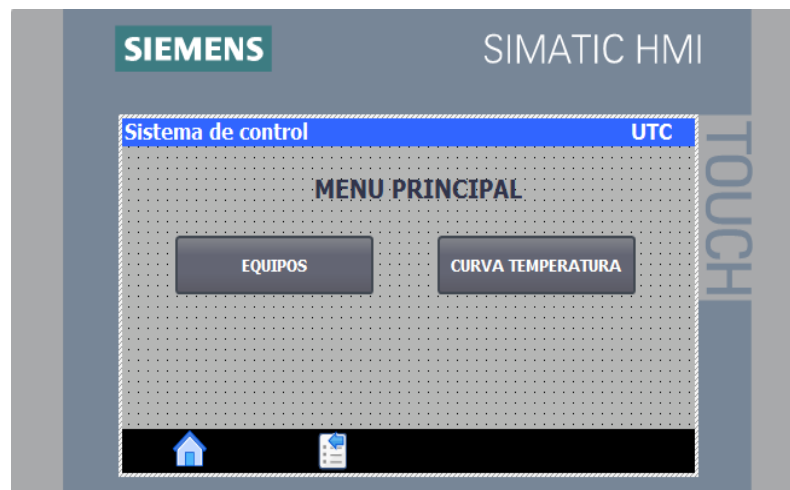 SIEMENS
SIMATIC HMI
TOUCH
Sistema de control UTC
MENU PRINCIPAL
EQUIPOS
CURVA TEMPERATURA